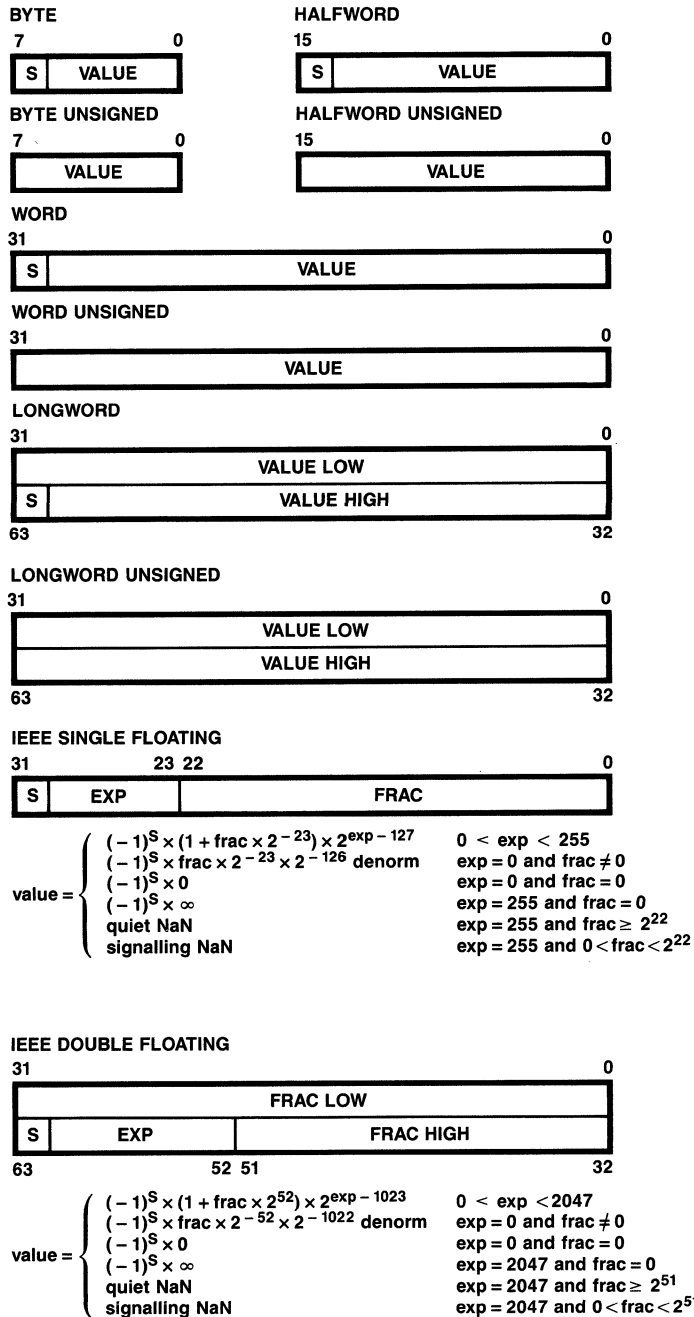 BYTE HALFWORD
7 0 15 0
S VALUE S VALUE
BYTE UNSIGNED HALFWORD UNSIGNED
7 0 15 0
VALUE VALUE
WORD
31 0
S VALUE
WORD UNSIGNED
31 0
VALUE
LONGWORD
31 0
VALUE LOW
S VALUE HIGH
63 32
LONGWORD UNSIGNED
31 0
VALUE LOW
VALUE HIGH
63 32
IEEE SINGLE FLOATING
31 23 22 0
S EXP FRAC
value =
(−1)^S × (1 + frac × 2^−23) × 2^exp−127 0 < exp < 255
(−1)^S × frac × 2^−23 × 2^−126 denorm exp = 0 and frac ≠ 0
(−1)^S × 0 exp = 0 and frac = 0
(−1)^S × ∞ exp = 255 and frac = 0
quiet NaN exp = 255 and frac ≥ 2^22
signalling NaN exp = 255 and 0 < frac < 2^22
IEEE DOUBLE FLOATING
31 0
FRAC LOW
S EXP FRAC HIGH
63 52 51 32
value =
(−1)^S × (1 + frac × 2^52) × 2^exp−1023 0 < exp < 2047
(−1)^S × frac × 2^−52 × 2^−1022 denorm exp = 0 and frac ≠ 0
(−1)^S × 0 exp = 0 and frac = 0
(−1)^S × ∞ exp = 2047 and frac = 0
quiet NaN exp = 2047 and frac ≥ 2^51
signalling NaN exp = 2047 and 0 < frac < 2^5